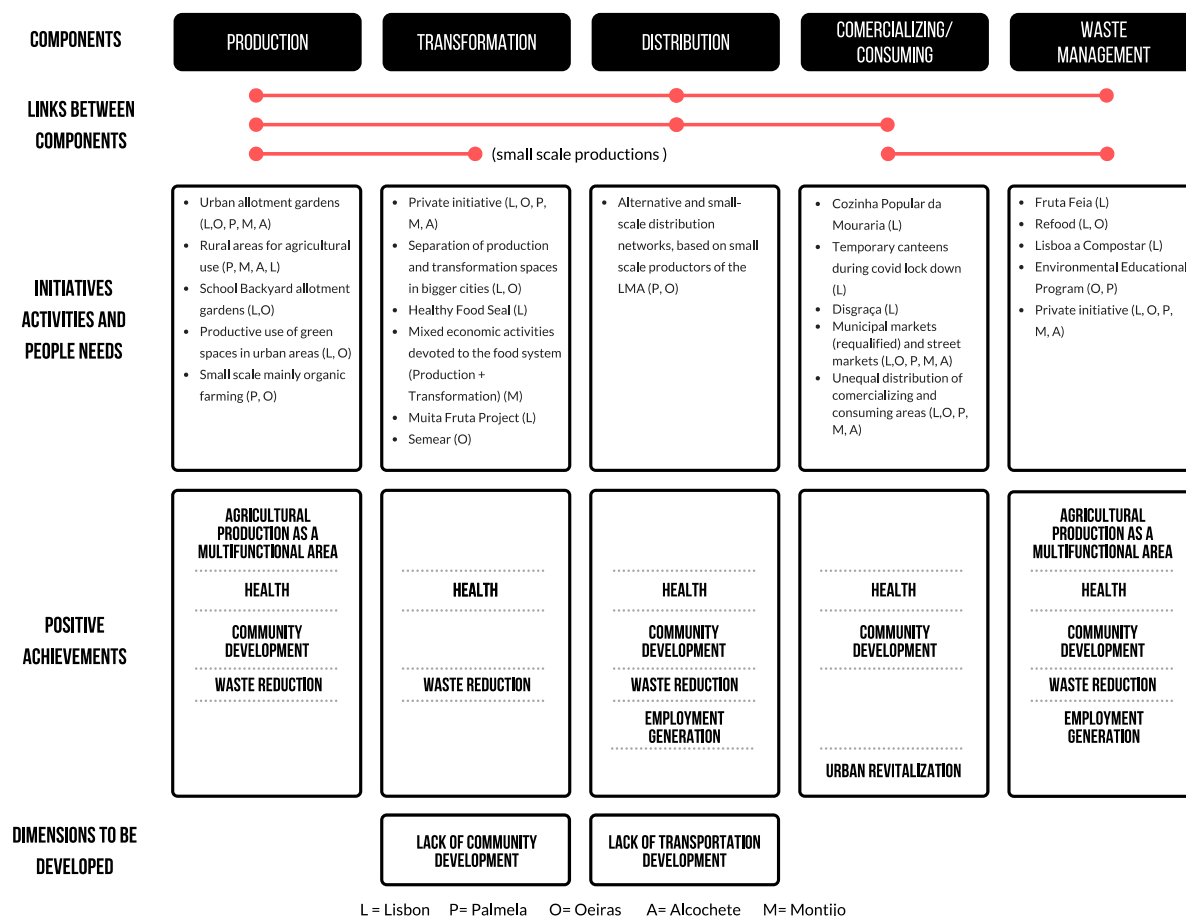 COMPONENTS
PRODUCTION
TRANSFORMATION
DISTRIBUTION
COMERCIALIZING/
CONSUMING
WASTE
MANAGEMENT
LINKS BETWEEN
COMPONENTS
(small scale productions )
INITIATIVES
ACTIVITIES AND
PEOPLE NEEDS
• Urban allotment gardens
(L,O, P, M, A)
• Rural areas for agricultural
use (P, M, A, L)
• School Backyard allotment
gardens (L,O)
• Productive use of green
spaces in urban areas (L, O)
• Small scale mainly organic
farming (P, O)
• Private initiative (L, O, P,
M, A)
• Separation of production
and transformation spaces
in bigger cities (L, O)
• Healthy Food Seal (L)
• Mixed economic activities
devoted to the food system
(Production +
Transformation) (M)
• Muita Fruta Project (L)
• Semear (O)
• Alternative and small-
scale distribution
networks, based on small
scale productors of the
LMA (P, O)
• Cozinha Popular da
Mouraria (L)
• Temporary canteens
during covid lock down
(L)
• Disgraça (L)
• Municipal markets
(requalified) and street
markets (L,O, P, M, A)
• Unequal distribution of
comercializing and
consuming areas (L,O, P,
M, A)
• Fruta Feia (L)
• Refood (L, O)
• Lisboa a Compostar (L)
• Environmental Educational
Program (O, P)
• Private initiative (L, O, P,
M, A)
POSITIVE
ACHIEVEMENTS
AGRICULTURAL
PRODUCTION AS A
MULTIFUNCTIONAL AREA
HEALTH
COMMUNITY
DEVELOPMENT
WASTE REDUCTION
HEALTH
WASTE REDUCTION
HEALTH
COMMUNITY
DEVELOPMENT
WASTE REDUCTION
EMPLOYMENT
GENERATION
HEALTH
COMMUNITY
DEVELOPMENT
URBAN REVITALIZATION
AGRICULTURAL
PRODUCTION AS A
MULTIFUNCTIONAL AREA
HEALTH
COMMUNITY
DEVELOPMENT
WASTE REDUCTION
EMPLOYMENT
GENERATION
DIMENSIONS TO BE
DEVELOPED
LACK OF COMMUNITY
DEVELOPMENT
LACK OF TRANSPORTATION
DEVELOPMENT
L = Lisbon P= Palmela O= Oeiras A= Alcochete M= Montijo